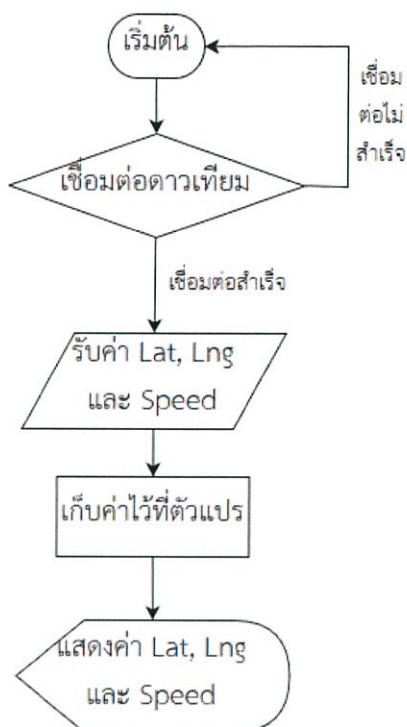 เริ่มต้น
เชื่อม
ต่อไม่
สำเร็จ
เชื่อมต่อดาวเทียม
เชื่อมต่อสำเร็จ
รับค่า Lat, Lng
และ Speed
เก็บค่าไว้ที่ตัวแปร
แสดงค่า Lat, Lng
และ Speed